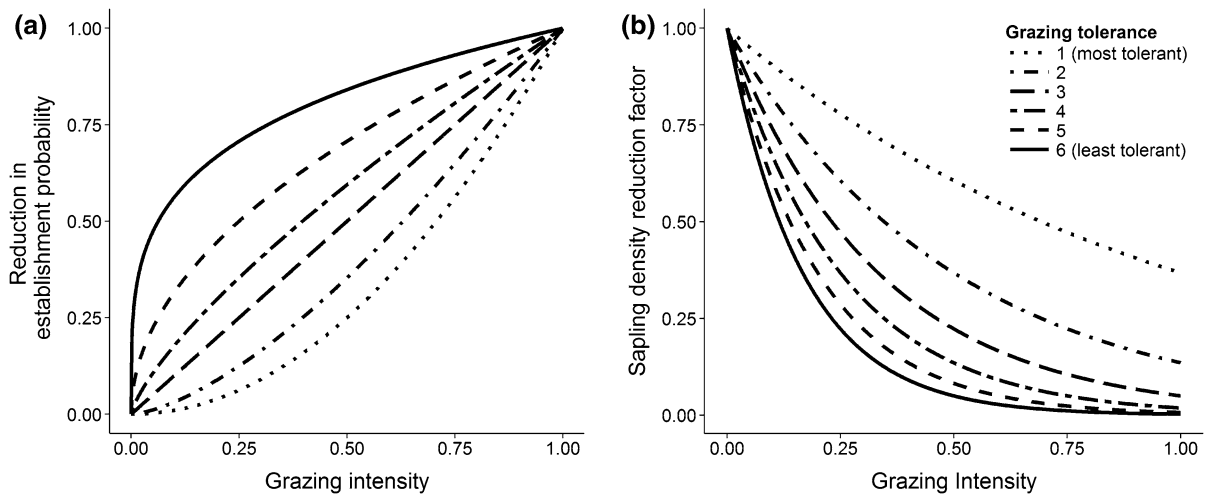 (a)
1.00
0.75
0.50
0.25
0.00
Reduction in
establishment probability
0.00 0.25 0.50 0.75 1.00
Grazing intensity
(b)
1.00
0.75
0.50
0.25
0.00
Sapling density reduction factor
0.00 0.25 0.50 0.75 1.00
Grazing Intensity
Grazing tolerance
1 (most tolerant)
2
3
4
5
6 (least tolerant)